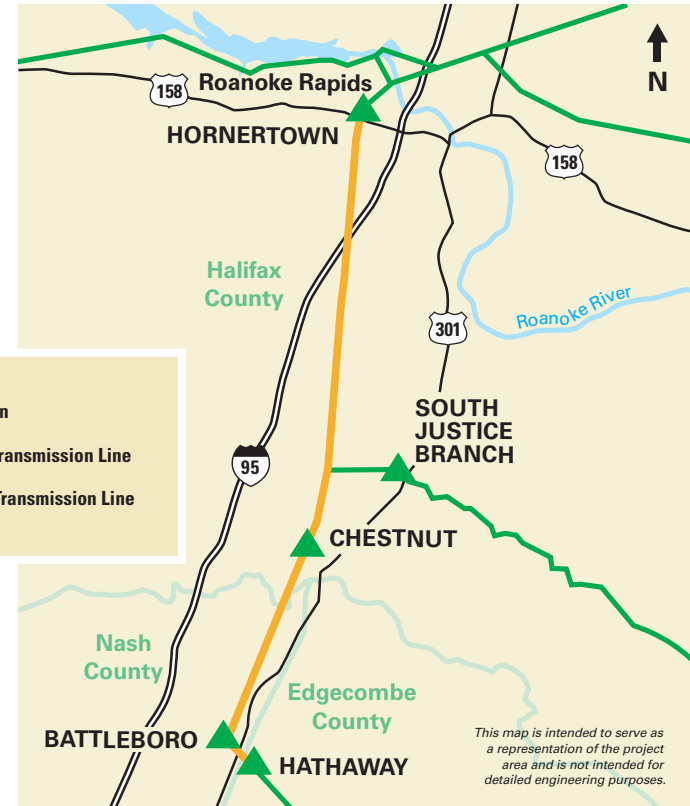 N
Roanoke Rapids
158
HORNERTOWN
158
Halifax
County
Roanoke River
301
SOUTH
JUSTICE
BRANCH
n
ransmission Line
95
Transmission Line
CHESTNUT
Nash
County
Edgecombe
County
BATTLEBORO
HATHAWAY
This map is intended to serve as
a representation of the project
area and is not intended for
detailed engineering purposes.